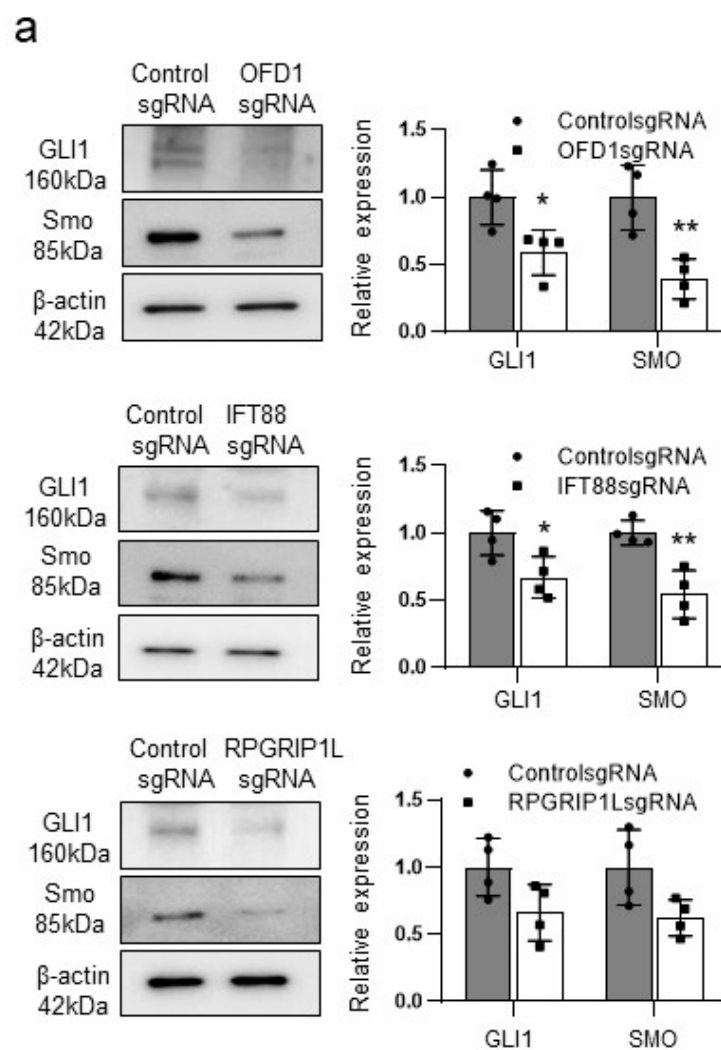 a
Control OFD1
sgRNA sgRNA
GLI1
160kDa
Smo
85kDa
β-actin
42kDa
Relative expression
1.5
1.0
0.5
0.0
ControlsgRNA
OFD1sgRNA
*
**
GLI1 SMO
Control IFT88
sgRNA sgRNA
GLI1
160kDa
Smo
85kDa
β-actin
42kDa
Relative expression
1.5
1.0
0.5
0.0
ControlsgRNA
IFT88sgRNA
*
**
GLI1 SMO
Control RPGRIP1L
sgRNA sgRNA
GLI1
160kDa
Smo
85kDa
β-actin
42kDa
Relative expression
1.5
1.0
0.5
0.0
ControlsgRNA
RPGRIP1LsgRNA
GLI1 SMO